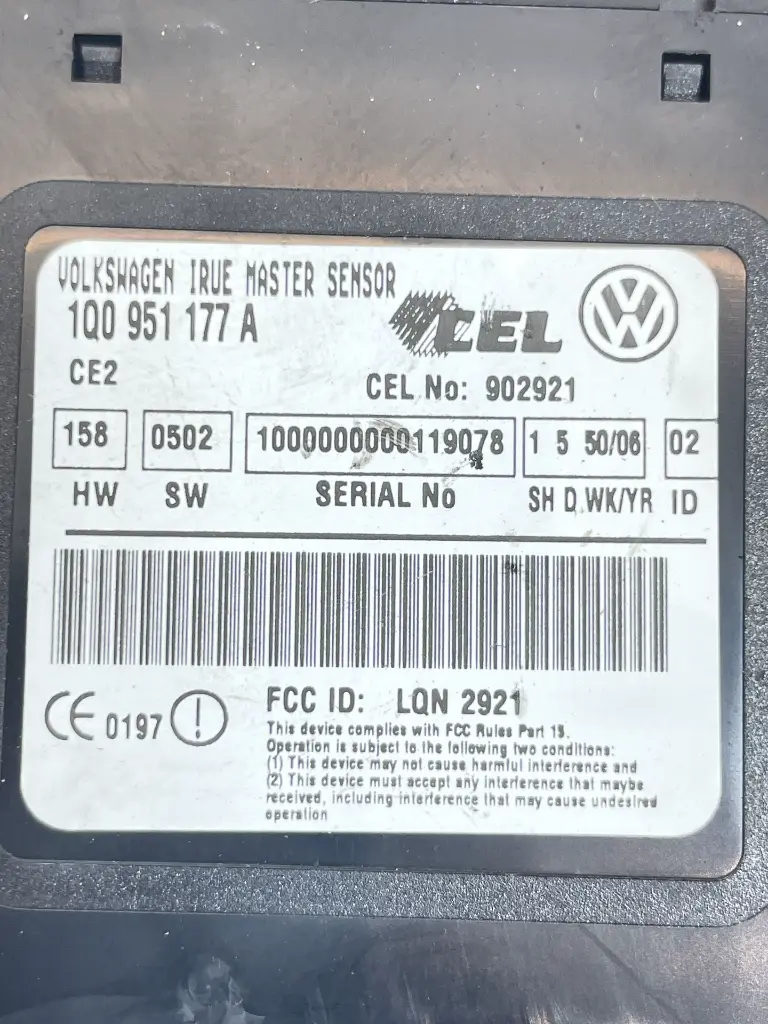 VOLKSWAGEN IRUE MASTER SENSOR
1Q0 951 177 A
CEL
VW
CE2
CEL No: 902921
158 0502 1000000000119078 1 5 50/06 02
HW SW SERIAL No SH D WK/YR ID
CE 0197
FCC ID: LQN 2921
This device complies with FCC Rules Part 15.
Operation is subject to the following two conditions:
(1) This device may not cause harmful interference and
(2) This device must accept any interference that maybe
received, including interference that may cause undesired
operation